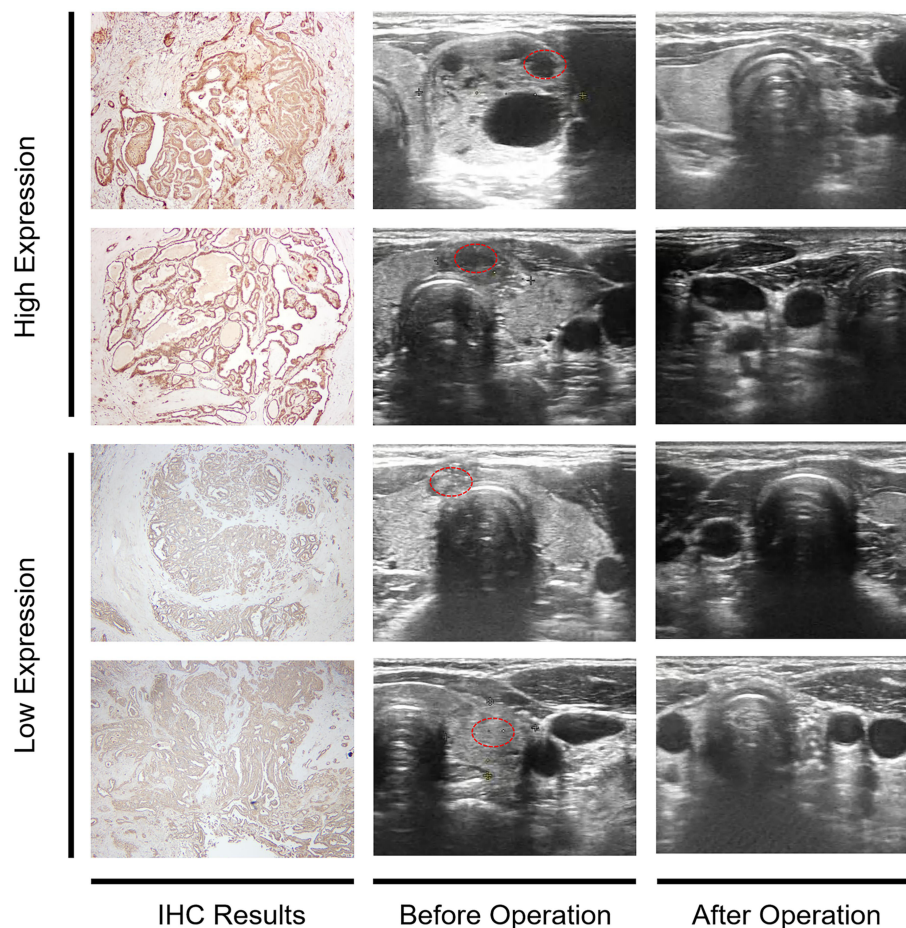 High Expression
Low Expression
IHC Results
Before Operation
After Operation